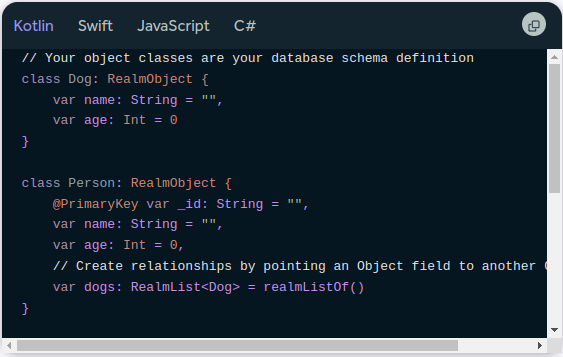 Kotlin Swift JavaScript C#
// Your object classes are your database schema definition
class Dog: RealmObject {
    var name: String = "",
    var age: Int = 0
}

class Person: RealmObject {
    @PrimaryKey var _id: String = "",
    var name: String = "",
    var age: Int = 0,
    // Create relationships by pointing an Object field to another
    var dogs: RealmList<Dog> = realmListOf()
}